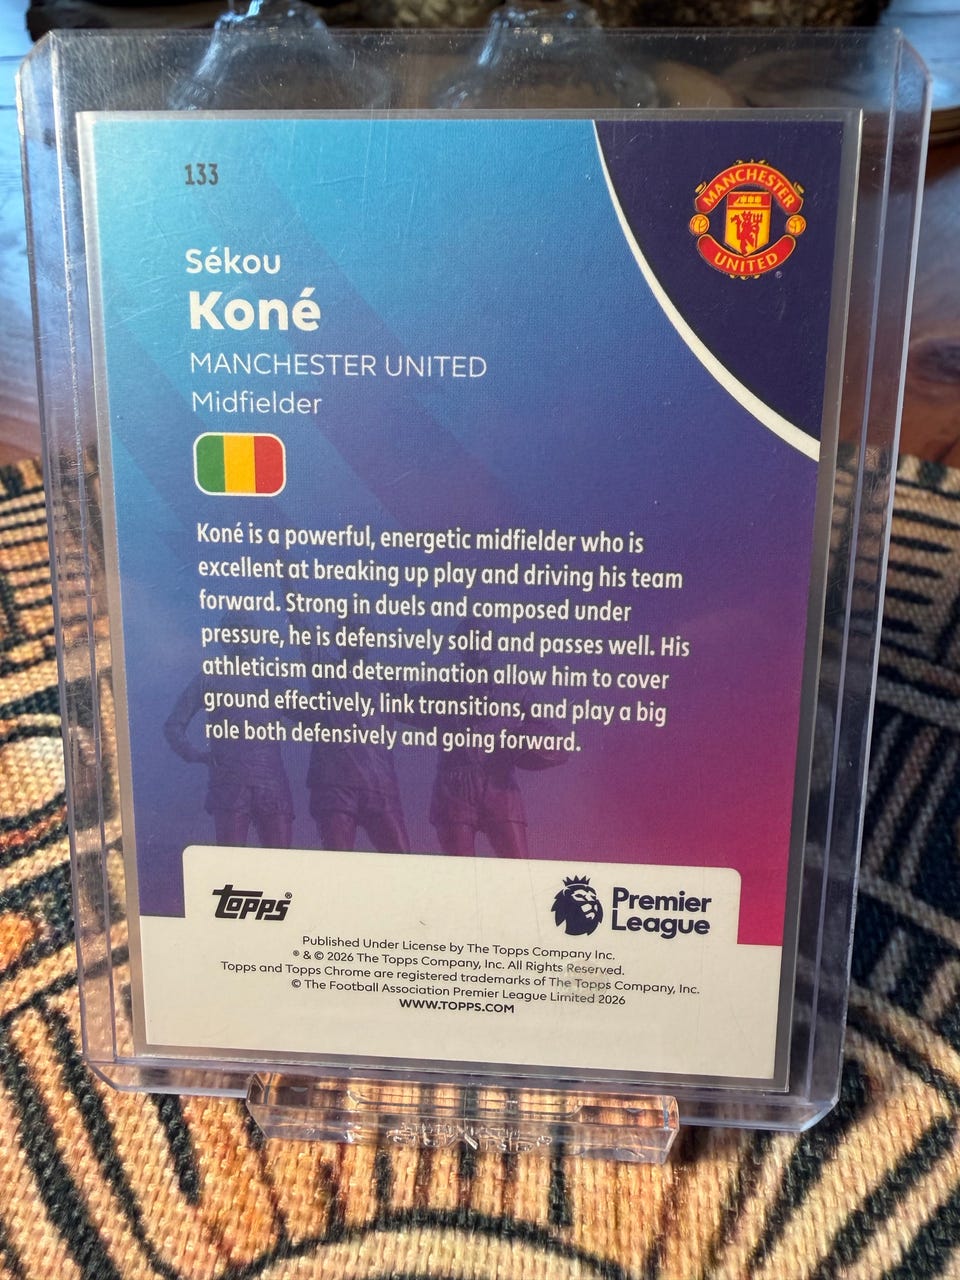 133
MANCHESTER
UNITED
®
Sékou
Koné
MANCHESTER UNITED
Midfielder
Koné is a powerful, energetic midfielder who is
excellent at breaking up play and driving his team
forward. Strong in duels and composed under
pressure, he is defensively solid and passes well. His
athleticism and determination allow him to cover
ground effectively, link transitions, and play a big
role both defensively and going forward.
topps®
Premier
League
Published Under License by The Topps Company Inc.
® & © 2026 The Topps Company, Inc. All Rights Reserved.
Topps and Topps Chrome are registered trademarks of The Topps Company, Inc.
© The Football Association Premier League Limited 2026
WWW.TOPPS.COM